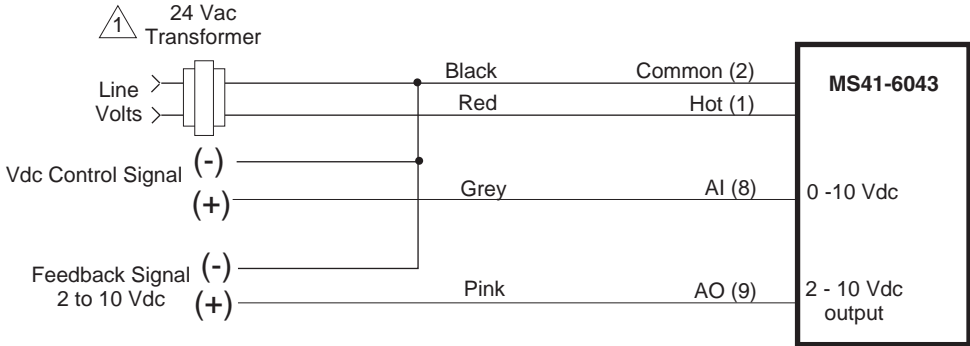 1
24 Vac
Transformer
Line
Volts
Black
Common (2)
Red
Hot (1)
MS41-6043
Vdc Control Signal
(-)
(+)
Grey
AI (8)
0 -10 Vdc
Feedback Signal
2 to 10 Vdc
(-)
(+)
Pink
AO (9)
2 - 10 Vdc
output